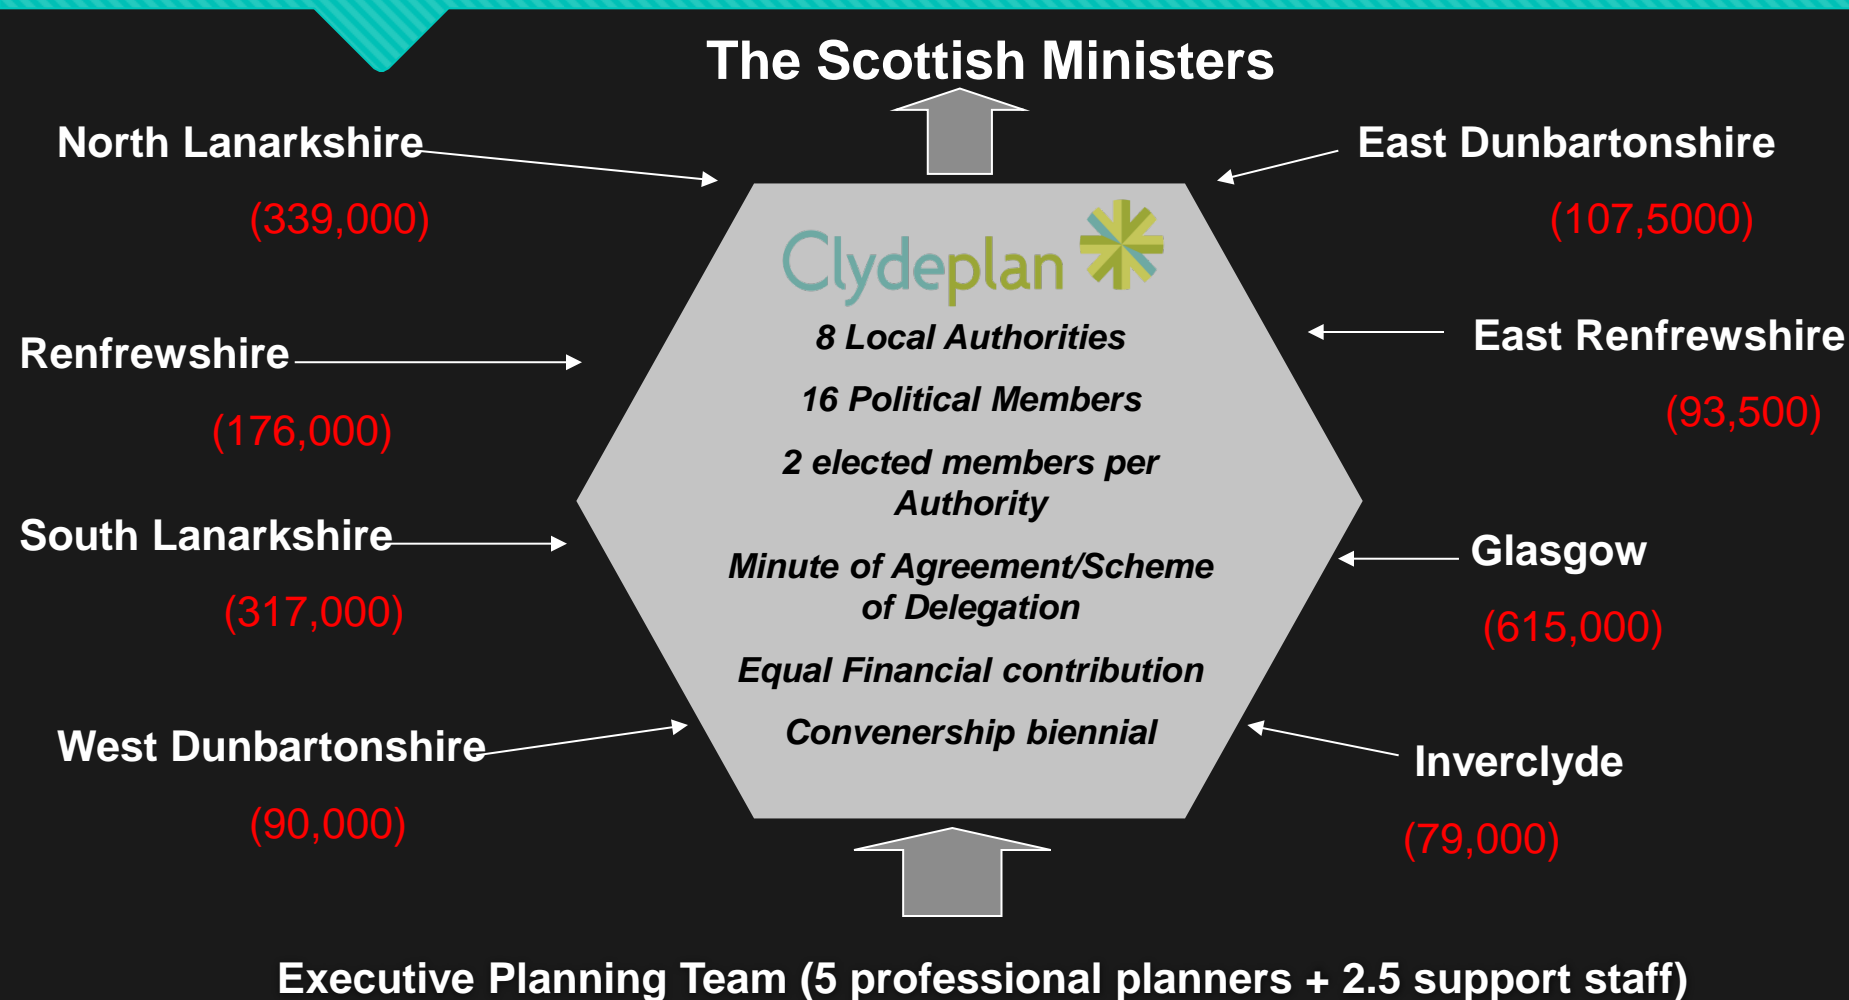 The Scottish Ministers
North Lanarkshire
(339,000)
Renfrewshire
(176,000)
South Lanarkshire
(317,000)
West Dunbartonshire
(90,000)
Clydeplan
8 Local Authorities
16 Political Members
2 elected members per
Authority
Minute of Agreement/Scheme
of Delegation
Equal Financial contribution
Convenership biennial
East Dunbartonshire
(107,5000)
East Renfrewshire
(93,500)
Glasgow
(615,000)
Inverclyde
(79,000)
Executive Planning Team (5 professional planners + 2.5 support staff)